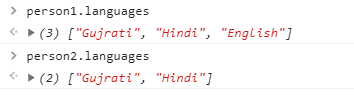 > person1.languages
<· ▶ (3) ["Gujrati", "Hindi", "English"]
> person2.languages
<· ▶ (2) ["Gujrati", "Hindi"]